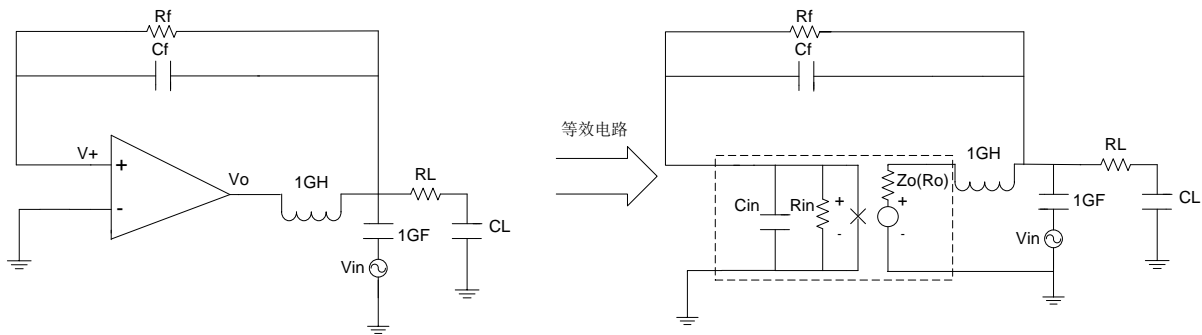 Rf
Cf
V+
+
-
Vo
1GH
RL
1GF
CL
Vin
等效电路
Rf
Cf
1GH
RL
Zo(Ro)
Cin
Rin
+
-
+
-
1GF
CL
Vin